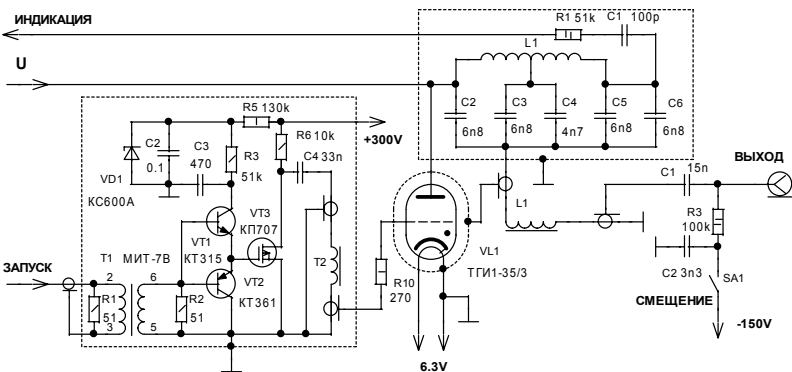 ИНДИКАЦИЯ
R1 51k
C1
100p
L1
U
C2
6n8
C3
6n8
C4
4n7
C5
6n8
C6
6n8
R5 130k
+300V
R6 10k
C4 33n
C2
0.1
C3
470
R3
51k
VD1
КС600А
VT3
КП707
VT1
КТ315
VT2
КТ361
T2
ЗАПУСК
T1
МИТ-7В
2
6
R1
51
R2
51
3
5
R10
270
VL1
ТГИ1-35/3
6.3V
L1
C1
15n
ВЫХОД
R3
100k
C2 3n3
SA1
СМЕЩЕНИЕ
-150V